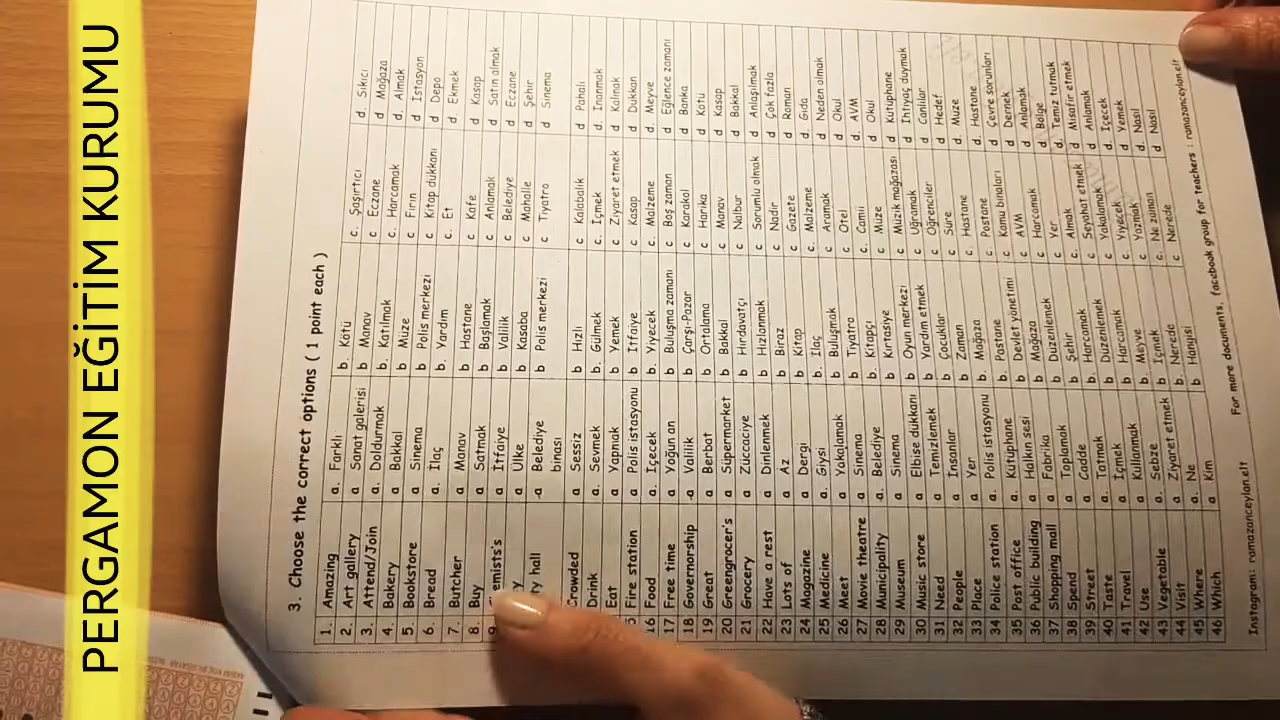 PERGAMON EĞİTİM KURUMU
3. Choose the correct options ( 1 point each )
1. Amazing a. Farklı b. Kötü c. Şaşırtıcı d. Sıkıcı
2. Art gallery a Sanat galerisi b Manav c Eczane d Mağaza
3. Attend/Join a. Doldurmak b. Katılmak c. Harcamak d. Almak
4. Bakery a Bakkal b Müze c Fırın d. İstasyon
5. Bookstore a Sinema b Polis merkezi c Kitap dükkanı d Depo
6. Bread a. İlaç b. Yardım c. Et d. Ekmek
7. Butcher a Manav b Hastane c Kafe d Kasap
8. Buy a Satmak b Başlamak c Anlamak d Satın almak
9. a İtfaiye b Valilik c Belediye d Eczane
a Ülke b Kasaba c Mahalle d Şehir
hall a Belediye binası b Polis merkezi c Tiyatro d Sinema
Crowded a Sessiz b Hızlı c Kalabalık d Pahalı
Drink a. Sevmek b. Gülmek c. İçmek d. İnanmak
Eat a Yapmak b Yemek c Ziyaret etmek d Kalmak
Fire station a Polis istasyonu b İtfaiye c Kasap d Dükkan
16 Food a. İçecek b. Yiyecek c. Malzeme d. Meyve
17 Free time a Yoğun an b Buluşma zamanı c Boş zaman d Eğlence zamanı
18 Governorship a Valilik b Çarşı-Pazar c Karakol d Banka
19 Great a Berbat b Ortalama c Harika d Kötü
20 Greengrocer's a Süpermarket b Bakkal c Manav d Kasap
21 Grocery a Züccaciye b Hırdavatçı c Nalbur d Bakkal
22 Have a rest a Dinlenmek b Hızlanmak c Sorumlu olmak d Anlaşılmak
23 Lots of a Az b Biraz c Nadir d Çok fazla
24 Magazine a Dergi b Kitap c Gazete d Roman
25 Medicine a. Giysi b. İlaç c Malzeme d. Gıda
26 Meet a Yakalamak b Buluşmak c. Aramak d Neden olmak
27 Movie theatre a Sinema b Tiyatro c Otel d Okul
28 Municipality a Belediye b. Kitapçı c. Camii d. AVM
29 Museum a Sinema b Kırtasiye c Müze d Okul
30 Music store a Elbise dükkanı b Oyun merkezi c Müzik mağazası d Kütüphane
31 Need a Temizlemek b Yardım etmek c Uğramak d İhtiyaç duymak
32 People a İnsanlar b Çocuklar c Öğrenciler d Canlılar
33 Place a Yer b Zaman c Süre d Hedef
34 Police station a. Polis istasyonu b. Mağaza c. Hastane d. Müze
35 Post office a Kütüphane b Pastane c Postane d Hastane
36 Public building a Halkın sesi b Devlet yönetimi c Kamu binaları d Çevre sorunları
37 Shopping mall a Fabrika b Mağaza c AVM d Dernek
38 Spend a Toplamak b Düzenlemek c Harcamak d Anlamak
39 Street a Cadde b Şehir c Yer d Bölge
40 Taste a Tatmak b. Harcamak c. Almak d. Temiz tutmak
41 Travel a İçmek b Düzenlemek c. Seyahat etmek d Misafir etmek
42 Use a Kullanmak b Harcamak c Yakalamak d Anlamak
43 Vegetable a. Sebze b Meyve c Yiyecek d İçecek
44 Visit a Ziyaret etmek b İçmek c Yazmak d Yemek
45 Where a. Ne b. Nerede c. Ne zaman d. Nasıl
46 Which a Kim b Hangisi c Nerede d Nasıl
Instagram: ramazanceylan.elt For more documents, facebook group for teachers : ramazanceylan.elt